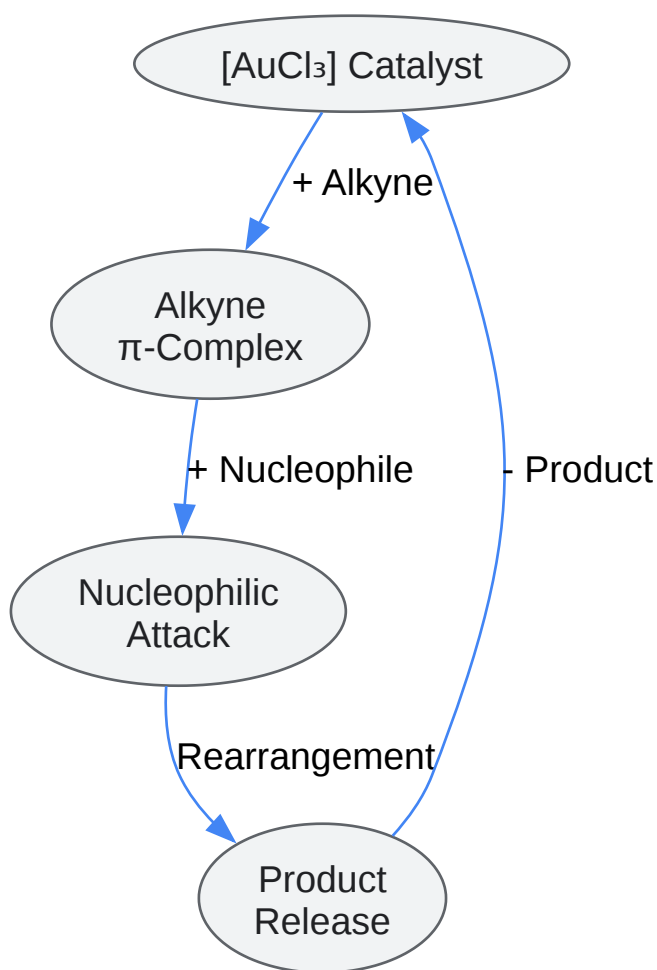 [AuCl₃] Catalyst
+ Alkyne
Alkyne
π-Complex
+ Nucleophile
- Product
Nucleophilic
Attack
Rearrangement
Product
Release